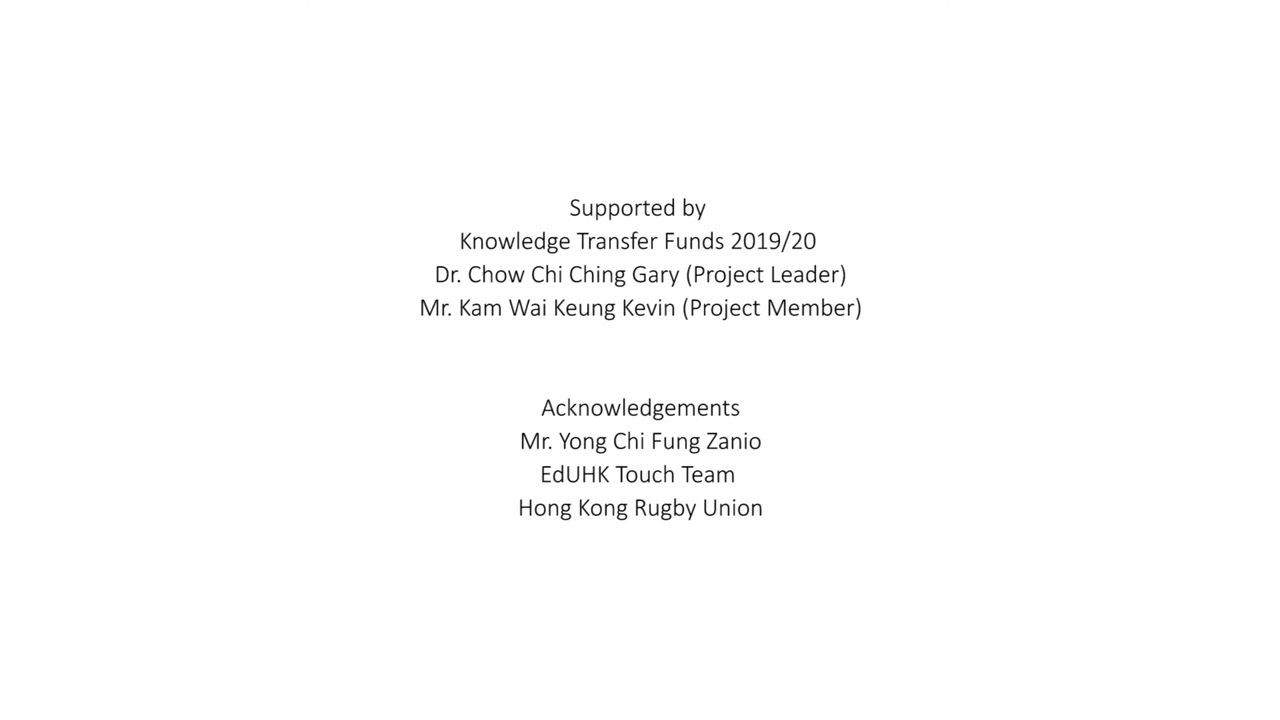 Supported by
Knowledge Transfer Funds 2019/20
Dr. Chow Chi Ching Gary (Project Leader)
Mr. Kam Wai Keung Kevin (Project Member)
Acknowledgements
Mr. Yong Chi Fung Zanio
EdUHK Touch Team
Hong Kong Rugby Union